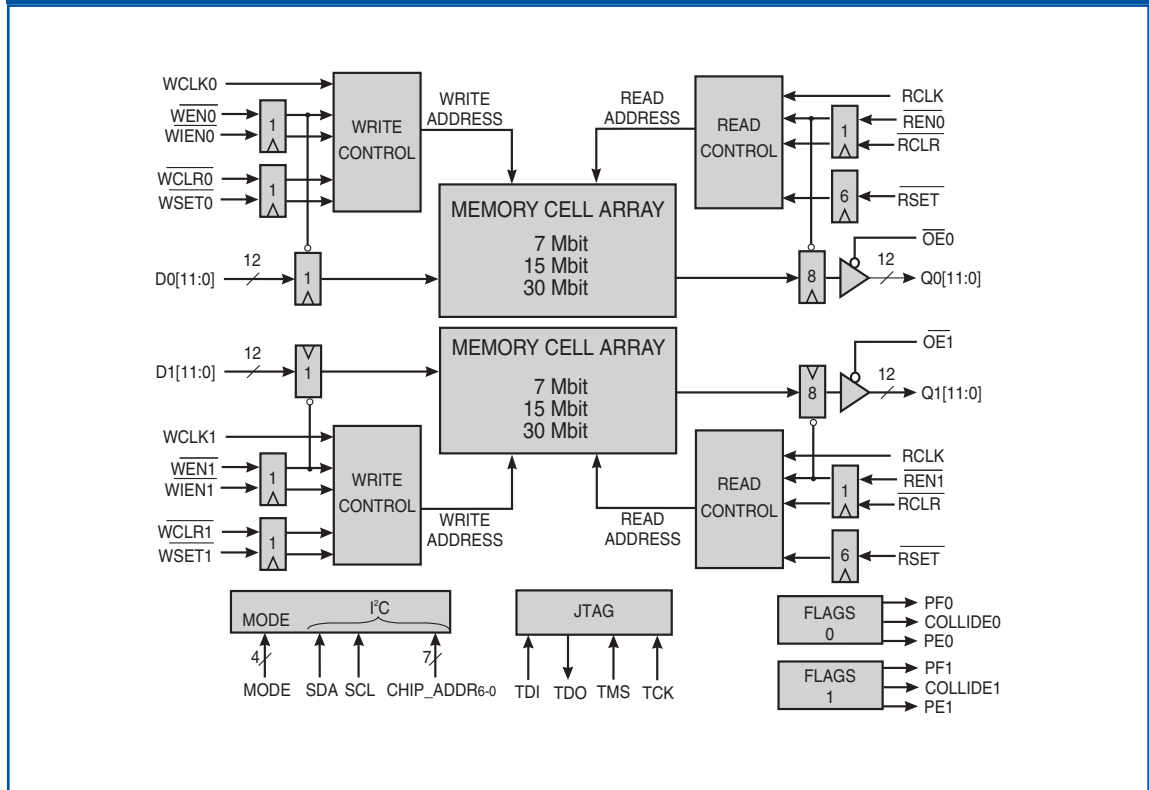 WCLK0
WEN0
WIEN0
1
WCLR0
WSET0
1
WRITE
CONTROL
WRITE
ADDRESS
READ
ADDRESS
READ
CONTROL
RCLK
REN0
1
RCLR
6
RSET
MEMORY CELL ARRAY
7 Mbit
15 Mbit
30 Mbit
D0[11:0]
12
1
8
OE0
12
Q0[11:0]
MEMORY CELL ARRAY
7 Mbit
15 Mbit
30 Mbit
D1[11:0]
12
1
8
OE1
12
Q1[11:0]
WCLK1
WEN1
WIEN1
1
WCLR1
WSET1
1
WRITE
CONTROL
WRITE
ADDRESS
READ
ADDRESS
READ
CONTROL
RCLK
REN1
1
RCLR
6
RSET
I²C
MODE
4
7
MODE
SDA
SCL
CHIP_ADDR6-0
JTAG
TDI
TDO
TMS
TCK
FLAGS
0
PF0
COLLIDE0
PE0
FLAGS
1
PF1
COLLIDE1
PE1